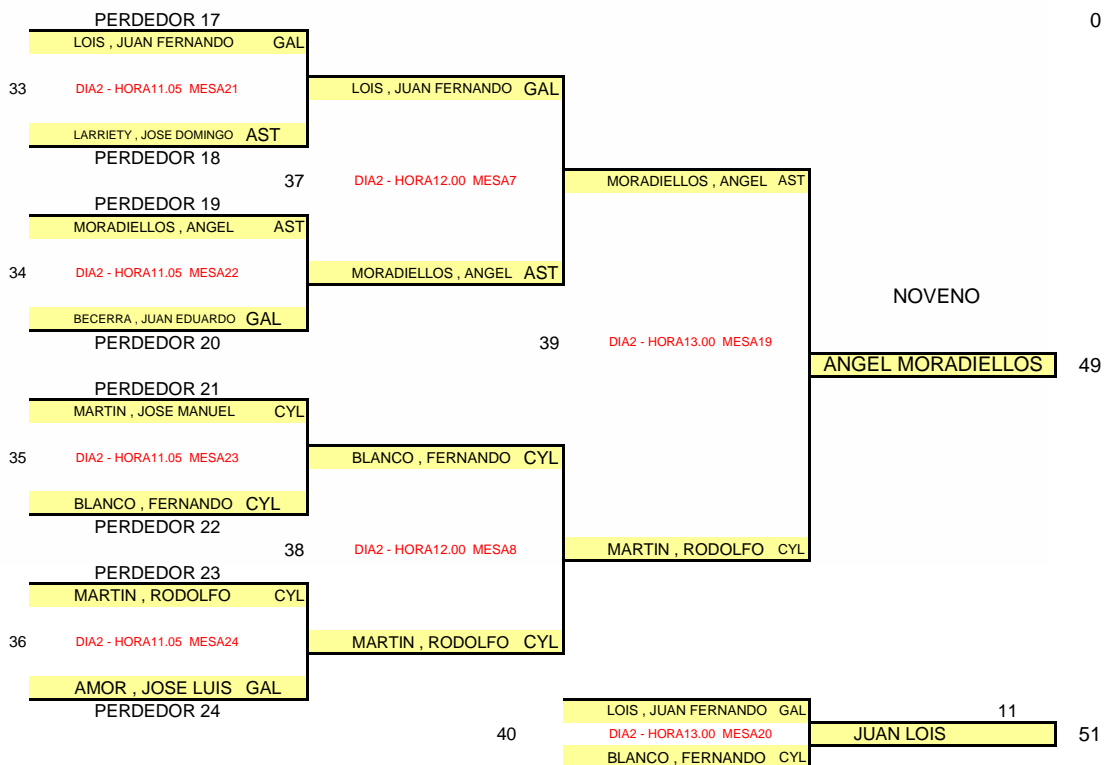 PERDEDOR 17 0
LOIS , JUAN FERNANDO GAL
33 DIA2 - HORA11.05 MESA21 LOIS , JUAN FERNANDO GAL
LARRIETY , JOSE DOMINGO AST
PERDEDOR 18
37 DIA2 - HORA12.00 MESA7 MORADIELLOS , ANGEL AST
PERDEDOR 19
MORADIELLOS , ANGEL AST
34 DIA2 - HORA11.05 MESA22 MORADIELLOS , ANGEL AST
NOVENO
BECERRA , JUAN EDUARDO GAL
PERDEDOR 20 39 DIA2 - HORA13.00 MESA19
ANGEL MORADIELLOS 49
PERDEDOR 21
MARTIN , JOSE MANUEL CYL
35 DIA2 - HORA11.05 MESA23 BLANCO , FERNANDO CYL
BLANCO , FERNANDO CYL
PERDEDOR 22
38 DIA2 - HORA12.00 MESA8 MARTIN , RODOLFO CYL
PERDEDOR 23
MARTIN , RODOLFO CYL
36 DIA2 - HORA11.05 MESA24 MARTIN , RODOLFO CYL
AMOR , JOSE LUIS GAL
PERDEDOR 24 LOIS , JUAN FERNANDO GAL 11
40 DIA2 - HORA13.00 MESA20 JUAN LOIS 51
BLANCO , FERNANDO CYL